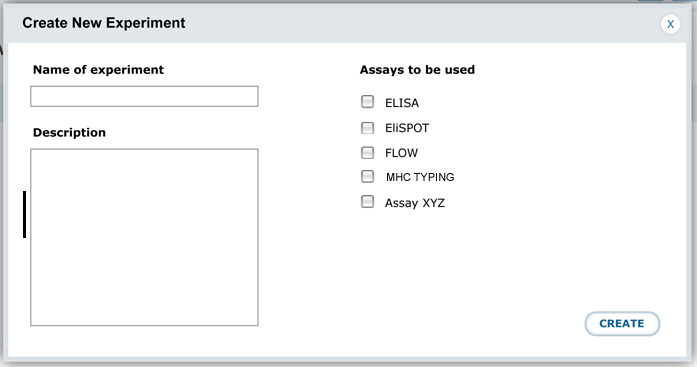 Create New Experiment
X
Name of experiment
Description
Assays to be used
ELISA
EliSPOT
FLOW
MHC TYPING
Assay XYZ
CREATE